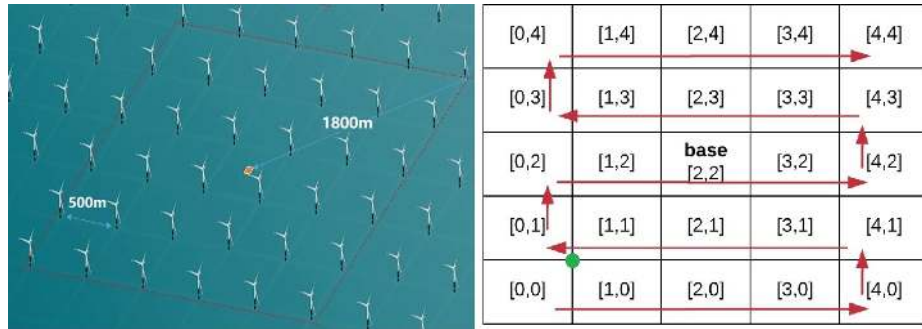 1800m
500m
[0,4] [1,4] [2,4] [3,4] [4,4]
[0,3] [1,3] [2,3] [3,3] [4,3]
base
[0,2] [1,2] [2,2] [3,2] [4,2]
[0,1] [1,1] [2,1] [3,1] [4,1]
[0,0] [1,0] [2,0] [3,0] [4,0]